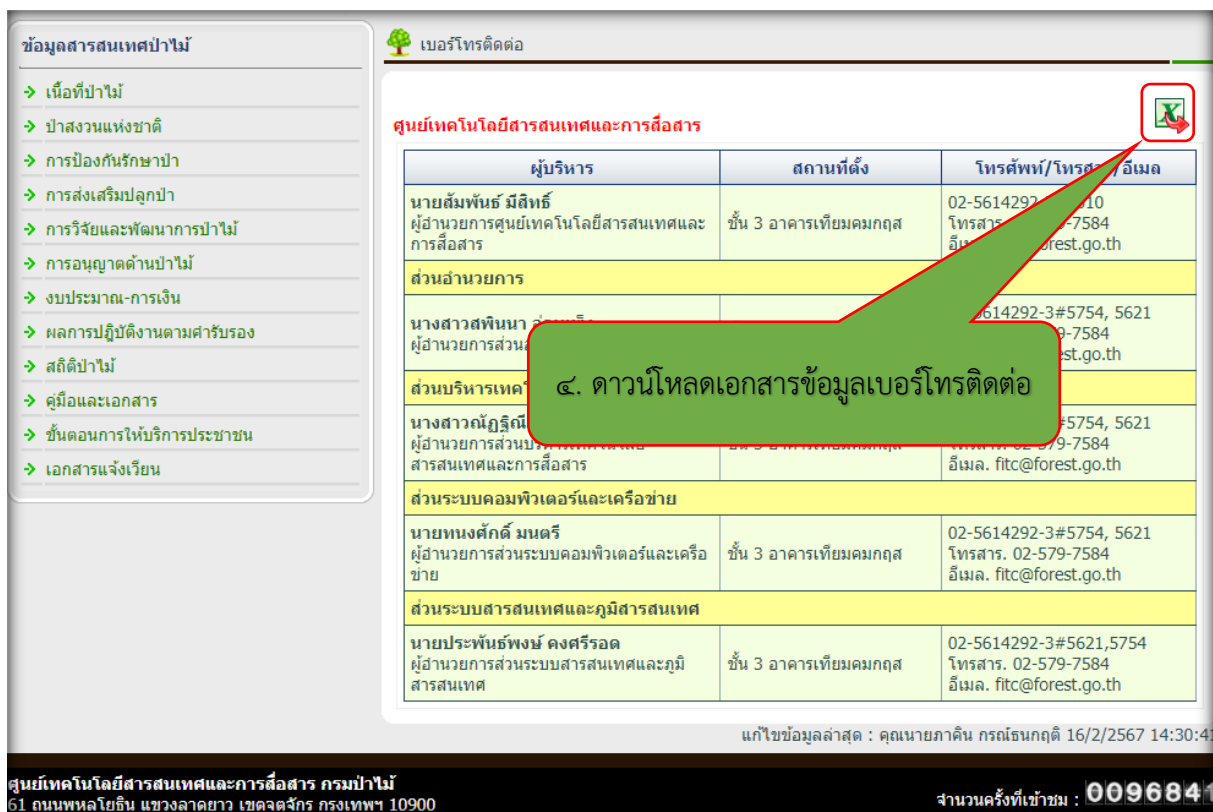 ข้อมูลสารสนเทศป่าไม้
เนื้อที่ป่าไม้
ป่าสงวนแห่งชาติ
การป้องกันรักษาป่า
การส่งเสริมปลูกป่า
การวิจัยและพัฒนาการป่าไม้
การอนุญาตด้านป่าไม้
งบประมาณ-การเงิน
ผลการปฏิบัติงานตามคำรับรอง
สถิติป่าไม้
คู่มือและเอกสาร
ขั้นตอนการให้บริการประชาชน
เอกสารแจ้งเวียน
เบอร์โทรติดต่อ
ศูนย์เทคโนโลยีสารสนเทศและการสื่อสาร
ผู้บริหาร สถานที่ตั้ง โทรศัพท์/โทรสาร/อีเมล
นายสัมพันธ์ มีสิทธิ์
ผู้อำนวยการศูนย์เทคโนโลยีสารสนเทศและ
การสื่อสาร
ชั้น 3 อาคารเทียมคมกฤส
02-5614292
โทรสาร -7584
@forest.go.th
ส่วนอำนวยการ
นางสาวสพินนา
ผู้อำนวยการส่วน
614292-3#5754, 5621
-7584
est.go.th
๔. ดาวน์โหลดเอกสารข้อมูลเบอร์โทรติดต่อ
ส่วนบริหารเทค
นางสาวณัฏฐิณี
ผู้อำนวยการส่วน
สารสนเทศและการสื่อสาร
#5754, 5621
โทรสาร. 02-579-7584
อีเมล. fitc@forest.go.th
ส่วนระบบคอมพิวเตอร์และเครือข่าย
นายทนงศักดิ์ มนตรี
ผู้อำนวยการส่วนระบบคอมพิวเตอร์และเครือ
ข่าย
ชั้น 3 อาคารเทียมคมกฤส
02-5614292-3#5754, 5621
โทรสาร. 02-579-7584
อีเมล. fitc@forest.go.th
ส่วนระบบสารสนเทศและภูมิสารสนเทศ
นายประพันธ์พงษ์ คงศรีรอด
ผู้อำนวยการส่วนระบบสารสนเทศและภูมิ
สารสนเทศ
ชั้น 3 อาคารเทียมคมกฤส
02-5614292-3#5621,5754
โทรสาร. 02-579-7584
อีเมล. fitc@forest.go.th
แก้ไขข้อมูลล่าสุด : คุณนายภาคิน กรณ์ธนกฤติ 16/2/2567 14:30:41
ศูนย์เทคโนโลยีสารสนเทศและการสื่อสาร กรมป่าไม้
61 ถนนพหลโยธิน แขวงลาดยาว เขตจตุจักร กรุงเทพฯ 10900
จำนวนครั้งที่เข้าชม : 0096841